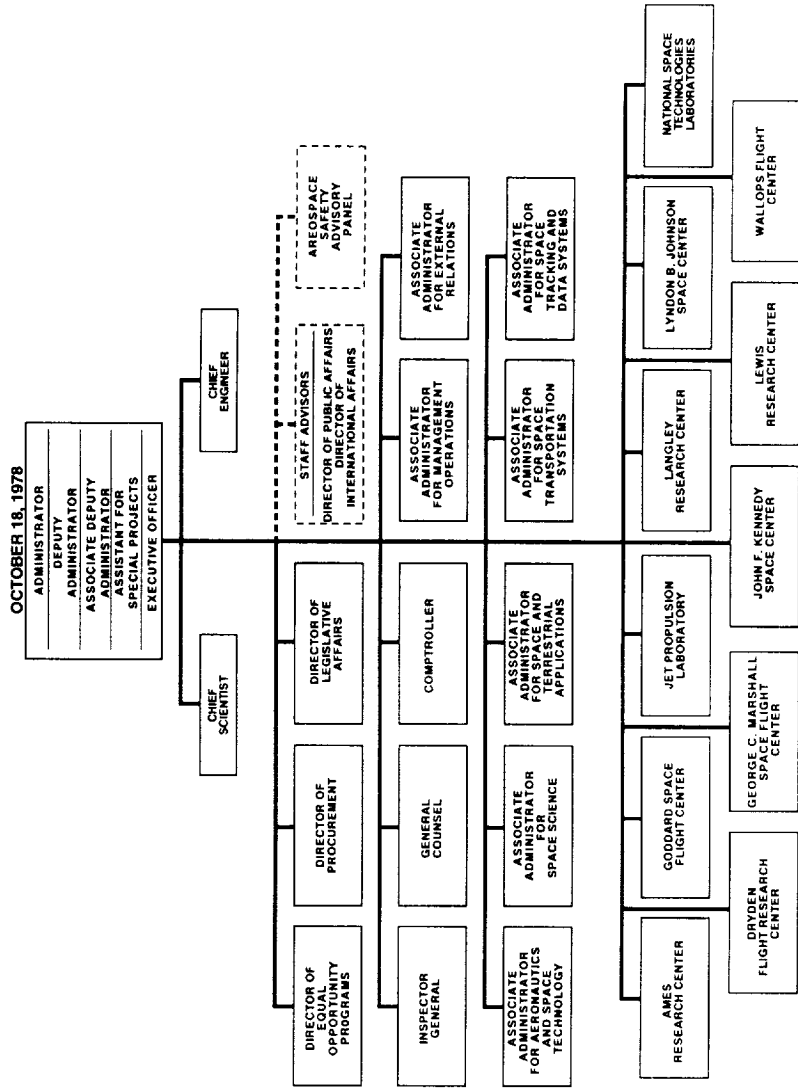 OCTOBER 18, 1978
ADMINISTRATOR
DEPUTY
ADMINISTRATOR
ASSOCIATE DEPUTY
ADMINISTRATOR
ASSISTANT FOR
SPECIAL PROJECTS
EXECUTIVE OFFICER
CHIEF
SCIENTIST
CHIEF
ENGINEER
DIRECTOR OF
EQUAL
OPPORTUNITY
PROGRAMS
DIRECTOR OF
PROCUREMENT
DIRECTOR OF
LEGISLATIVE
AFFAIRS
STAFF ADVISORS
DIRECTOR OF PUBLIC AFFAIRS
DIRECTOR OF
INTERNATIONAL AFFAIRS
AREOSPACE
SAFETY
ADVISORY
PANEL
INSPECTOR
GENERAL
GENERAL
COUNSEL
COMPTROLLER
ASSOCIATE
ADMINISTRATOR
FOR MANAGEMENT
OPERATIONS
ASSOCIATE
ADMINISTRATOR
FOR EXTERNAL
RELATIONS
ASSOCIATE
ADMINISTRATOR
FOR AERONAUTICS
AND SPACE
TECHNOLOGY
ASSOCIATE
ADMINISTRATOR
FOR
SPACE SCIENCE
ASSOCIATE
ADMINISTRATOR
FOR SPACE AND
TERRESTRIAL
APPLICATIONS
ASSOCIATE
ADMINISTRATOR
FOR SPACE
TRANSPORTATION
SYSTEMS
ASSOCIATE
ADMINISTRATOR
FOR SPACE
TRACKING AND
DATA SYSTEMS
AMES
RESEARCH CENTER
GODDARD SPACE
FLIGHT CENTER
JET PROPULSION
LABORATORY
LANGLEY
RESEARCH CENTER
LYNDON B. JOHNSON
SPACE CENTER
NATIONAL SPACE
TECHNOLOGIES
LABORATORIES
DRYDEN
FLIGHT RESEARCH
CENTER
GEORGE C. MARSHALL
SPACE FLIGHT
CENTER
JOHN F. KENNEDY
SPACE CENTER
LEWIS
RESEARCH CENTER
WALLOPS FLIGHT
CENTER